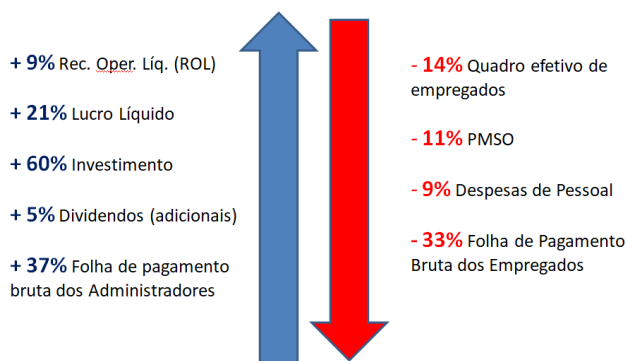 + 9% Rec. Oper. Líq. (ROL)
+ 21% Lucro Líquido
+ 60% Investimento
+ 5% Dividendos (adicionais)
+ 37% Folha de pagamento
bruta dos Administradores
- 14% Quadro efetivo de
empregados
- 11% PMSO
- 9% Despesas de Pessoal
- 33% Folha de Pagamento
Bruta dos Empregados